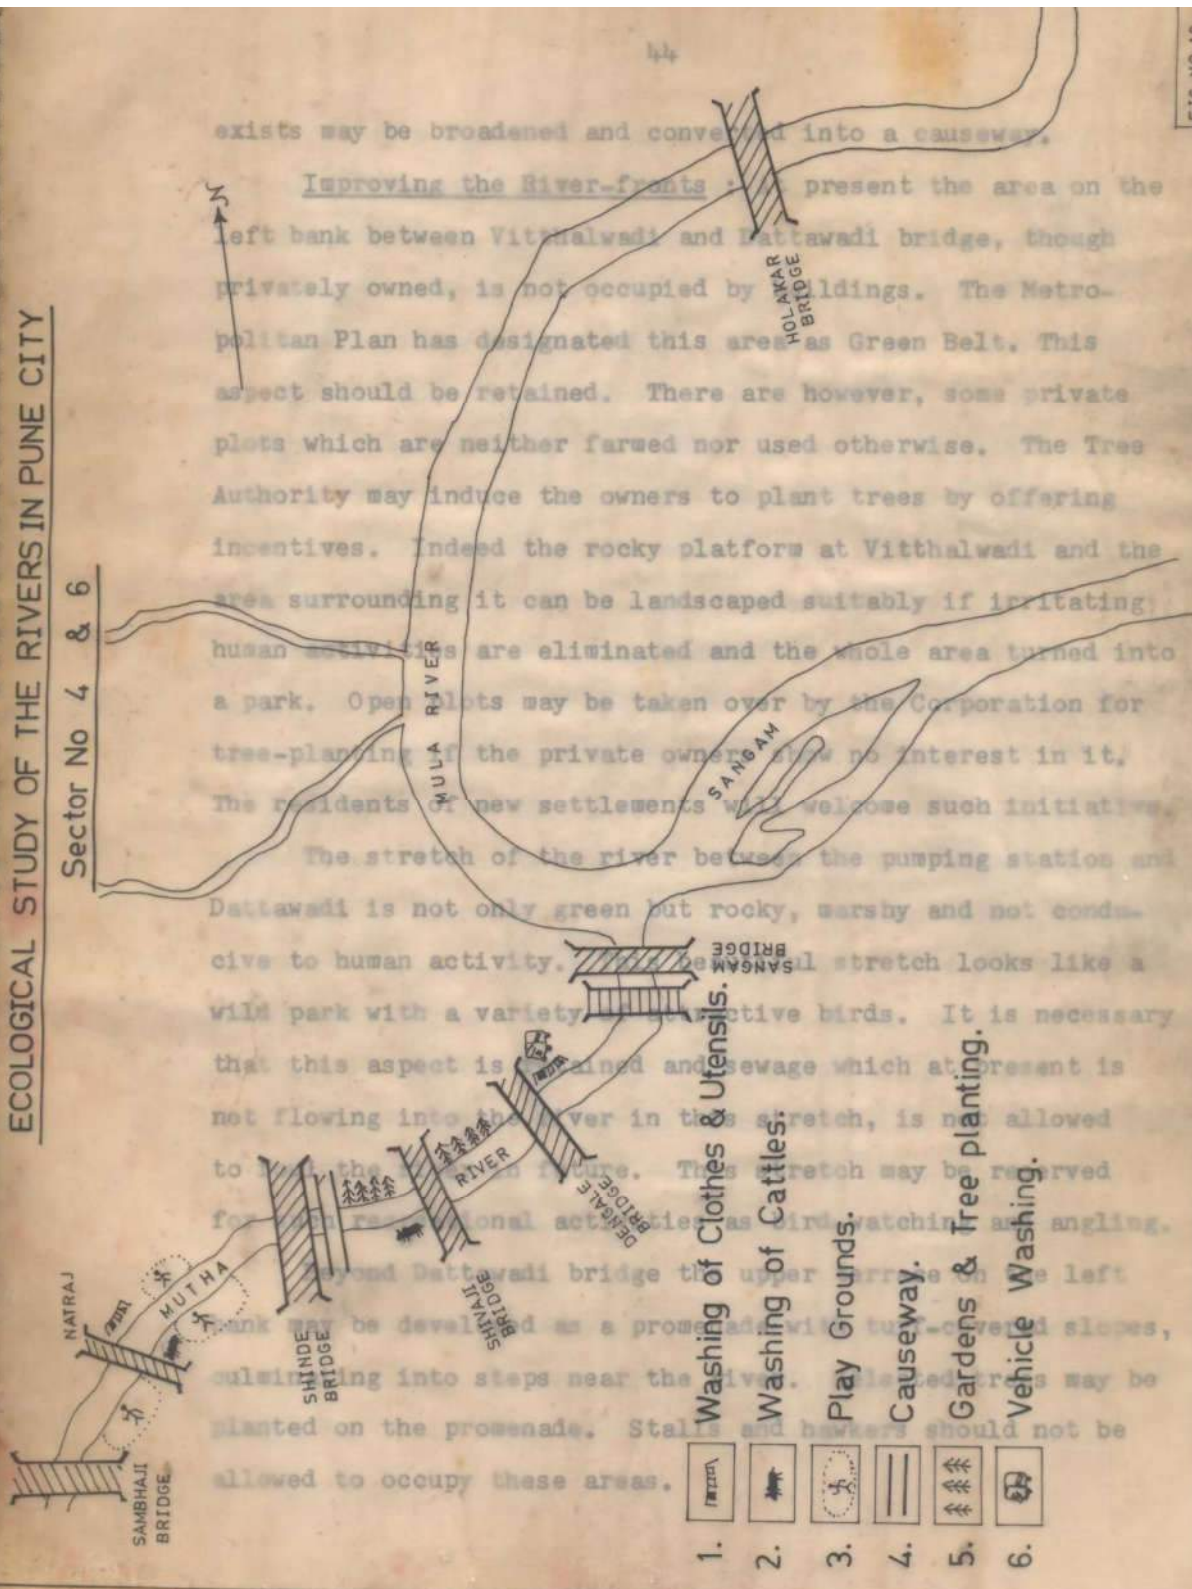 ECOLOGICAL STUDY OF THE RIVERS IN PUNE CITY
Sector No 4 & 6
N
NATRAJ
SAMBHAJI
BRIDGE
MUTHA
RIVER
SHINDE
BRIDGE
SHIVAJI
BRIDGE
DENGALE
BRIDGE
SANGAM
BRIDGE
SANGAM
MULA RIVER
HOLAKAR
BRIDGE
1. Washing of Clothes & Utensils.
2. Washing of Cattles.
3. Play Grounds.
4. Causeway.
5. Gardens & Tree planting.
6. Vehicle Washing.
44
exists may be broadened and converted into a causeway.
Improving the River-fronts : present the area on the
left bank between Vitthalwadi and Dattawadi bridge, though
privately owned, is not occupied by buildings. The Metro-
politan Plan has designated this area as Green Belt. This
aspect should be retained. There are however, some private
plots which are neither farmed nor used otherwise. The Tree
Authority may induce the owners to plant trees by offering
incentives. Indeed the rocky platform at Vitthalwadi and the
area surrounding it can be landscaped suitably if irritating
human activities are eliminated and the whole area turned into
a park. Open plots may be taken over by the Corporation for
tree-planting if the private owners show no interest in it.
The residents of new settlements will welcome such initiative.
The stretch of the river between the pumping station and
Dattawadi is not only green but rocky, marshy and not condu-
cive to human activity. This beautiful stretch looks like a
wild park with a variety of attractive birds. It is necessary
that this aspect is retained and sewage which at present is
not flowing into the river in this stretch, is not allowed
to the in future. This stretch may be reserved
for such recreational activities as bird watching and angling.
Beyond Dattawadi bridge the upper terrace on the left
bank may be developed as a promenade with turf-covered slopes,
culminating into steps near the river. Selected trees may be
planted on the promenade. Stalls and hawkers should not be
allowed to occupy these areas.